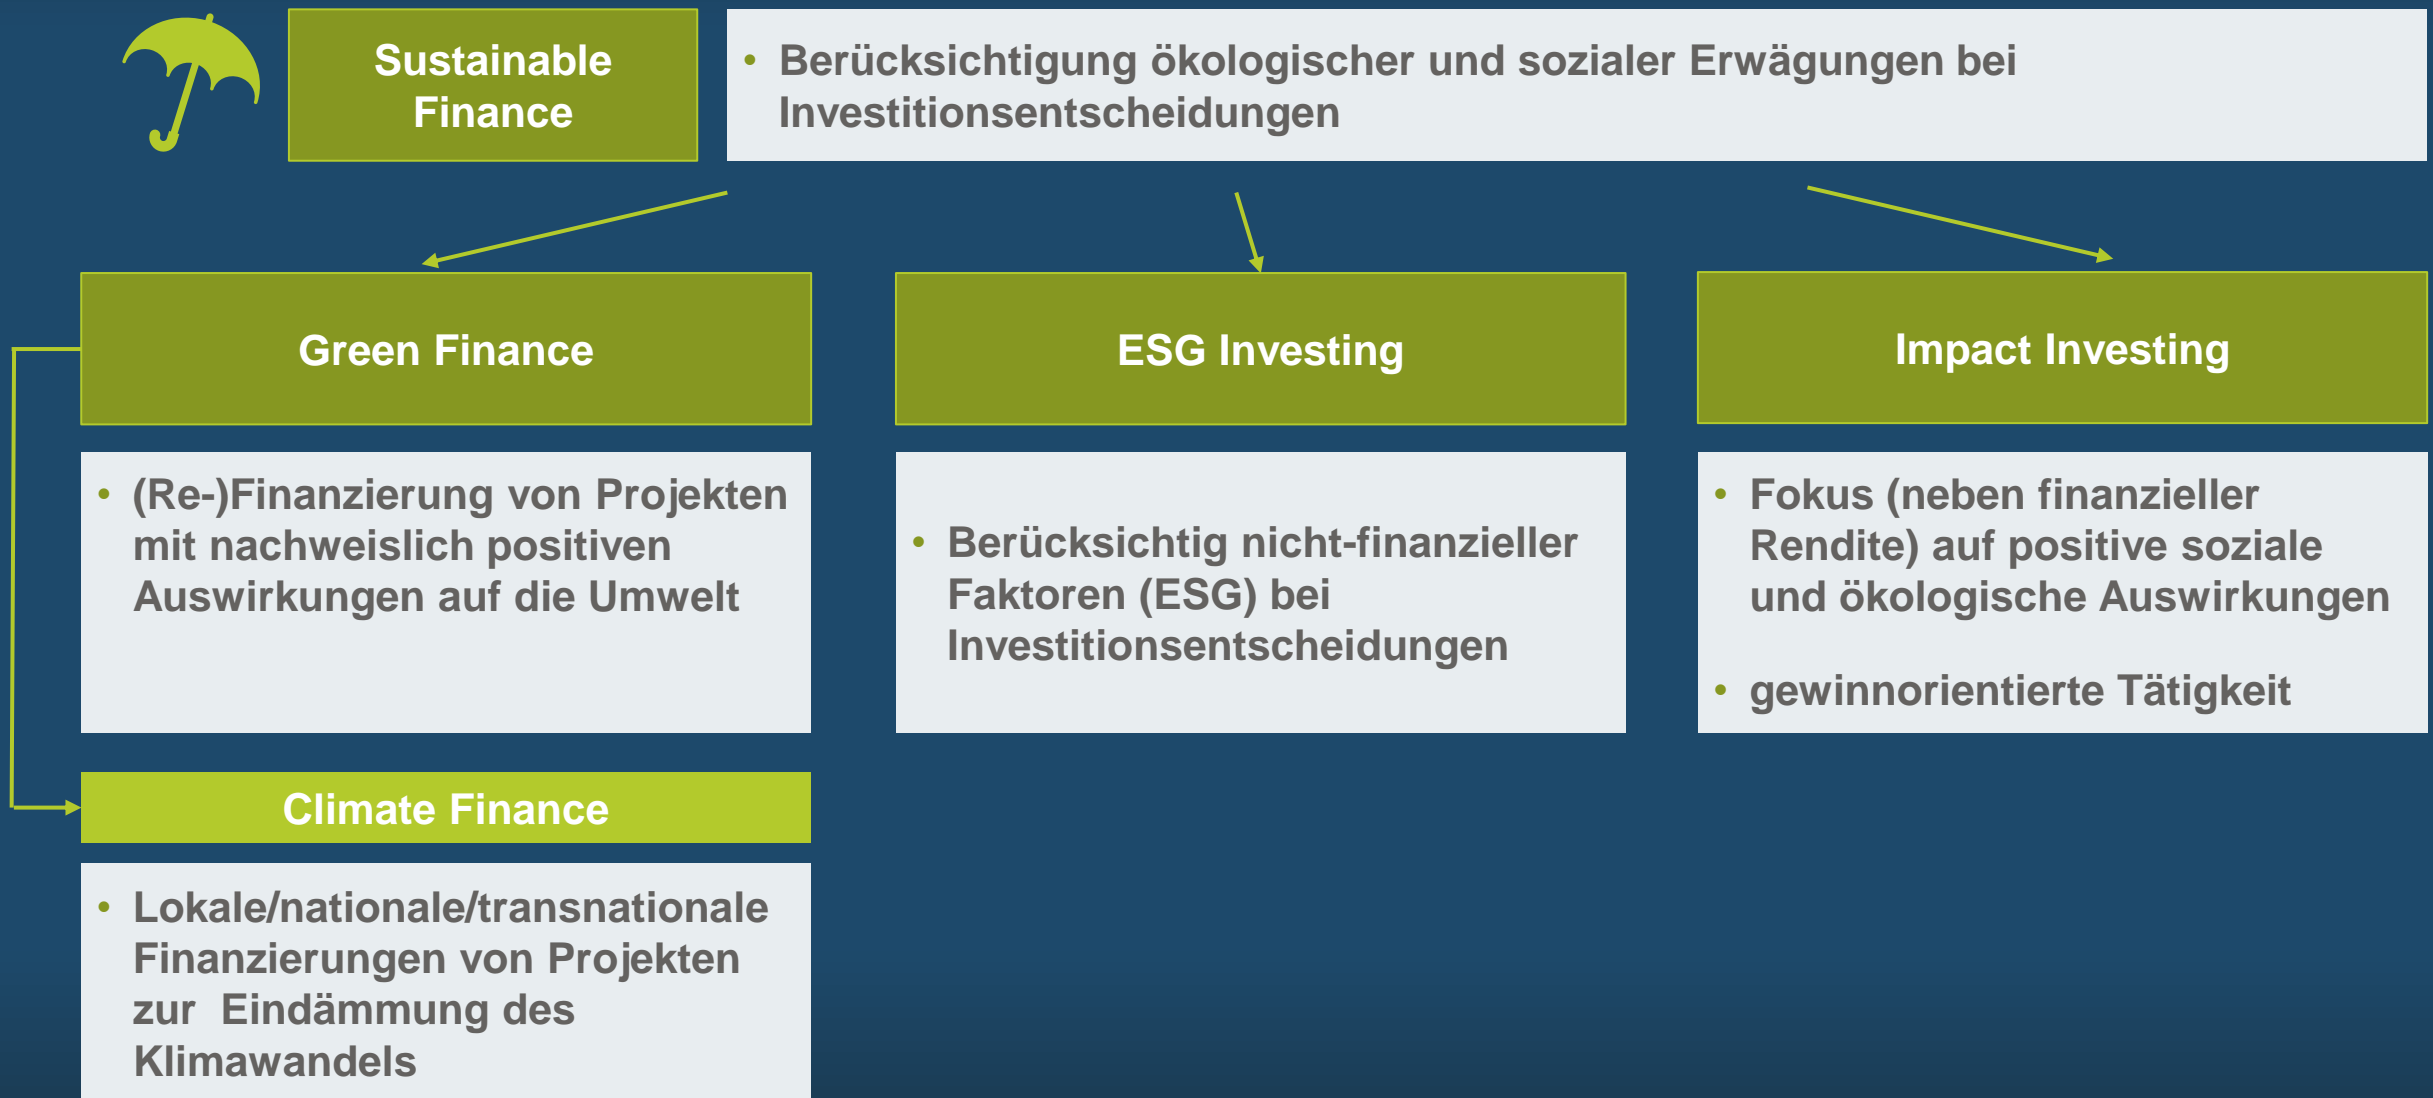 Sustainable
Finance
• Berücksichtigung ökologischer und sozialer Erwägungen bei
Investitionsentscheidungen
Green Finance
• (Re-)Finanzierung von Projekten
mit nachweislich positiven
Auswirkungen auf die Umwelt
ESG Investing
• Berücksichtig nicht-finanzieller
Faktoren (ESG) bei
Investitionsentscheidungen
Impact Investing
• Fokus (neben finanzieller
Rendite) auf positive soziale
und ökologische Auswirkungen
• gewinnorientierte Tätigkeit
Climate Finance
• Lokale/nationale/transnationale
Finanzierungen von Projekten
zur  Eindämmung des
Klimawandels